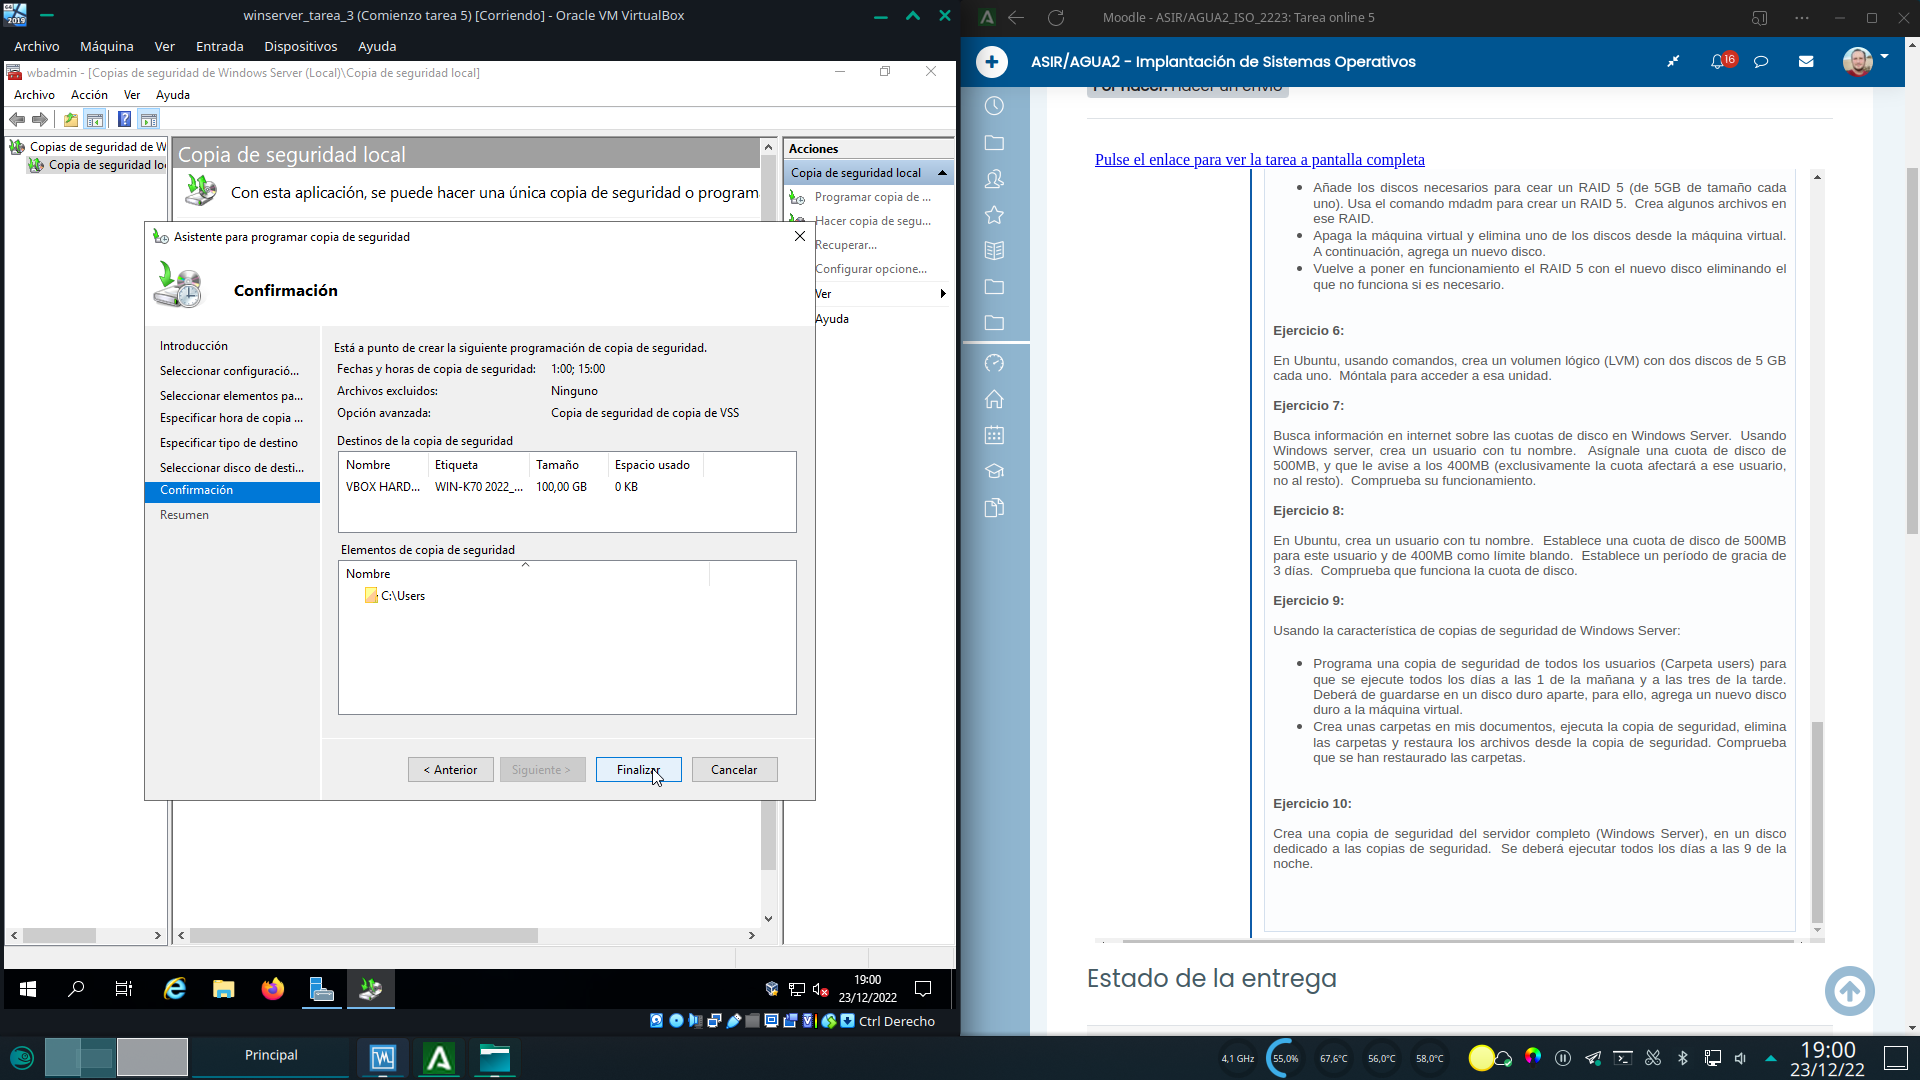 winserver_tarea_3 (Comienzo tarea 5) [Corriendo] - Oracle VM VirtualBox
Archivo Máquina Ver Entrada Dispositivos Ayuda
wbadmin - [Copias de seguridad de Windows Server (Local)\Copia de seguridad local]
Archivo Acción Ver Ayuda
Copias de seguridad de W
Copia de seguridad loc
Copia de seguridad local
Con esta aplicación, se puede hacer una única copia de seguridad o program
Acciones
Copia de seguridad local
Programar copia de ...
Hacer copia de segu...
Recuperar...
Configurar opcione...
Ver
Ayuda
Asistente para programar copia de seguridad
Confirmación
Introducción
Seleccionar configuració...
Seleccionar elementos pa...
Especificar hora de copia ...
Especificar tipo de destino
Seleccionar disco de desti...
Confirmación
Resumen
Está a punto de crear la siguiente programación de copia de seguridad.
Fechas y horas de copia de seguridad: 1:00; 15:00
Archivos excluidos: Ninguno
Opción avanzada: Copia de seguridad de copia de VSS
Destinos de la copia de seguridad
Nombre Etiqueta Tamaño Espacio usado
VBOX HARD... WIN-K70 2022_... 100,00 GB 0 KB
Elementos de copia de seguridad
Nombre
C:\Users
< Anterior Siguiente > Finalizar Cancelar
19:00
23/12/2022
Ctrl Derecho
Moodle - ASIR/AGUA2_ISO_2223: Tarea online 5
ASIR/AGUA2 - Implantación de Sistemas Operativos
16
Por hacer: Hacer un envío
Pulse el enlace para ver la tarea a pantalla completa
Añade los discos necesarios para cear un RAID 5 (de 5GB de tamaño cada
uno). Usa el comando mdadm para crear un RAID 5. Crea algunos archivos en
ese RAID.
Apaga la máquina virtual y elimina uno de los discos desde la máquina virtual.
A continuación, agrega un nuevo disco.
Vuelve a poner en funcionamiento el RAID 5 con el nuevo disco eliminando el
que no funciona si es necesario.
Ejercicio 6:
En Ubuntu, usando comandos, crea un volumen lógico (LVM) con dos discos de 5 GB
cada uno. Móntala para acceder a esa unidad.
Ejercicio 7:
Busca información en internet sobre las cuotas de disco en Windows Server. Usando
Windows server, crea un usuario con tu nombre. Asígnale una cuota de disco de
500MB, y que le avise a los 400MB (exclusivamente la cuota afectará a ese usuario,
no al resto). Comprueba su funcionamiento.
Ejercicio 8:
En Ubuntu, crea un usuario con tu nombre. Establece una cuota de disco de 500MB
para este usuario y de 400MB como límite blando. Establece un período de gracia de
3 días. Comprueba que funciona la cuota de disco.
Ejercicio 9:
Usando la característica de copias de seguridad de Windows Server:
Programa una copia de seguridad de todos los usuarios (Carpeta users) para
que se ejecute todos los días a las 1 de la mañana y a las tres de la tarde.
Deberá de guardarse en un disco duro aparte, para ello, agrega un nuevo disco
duro a la máquina virtual.
Crea unas carpetas en mis documentos, ejecuta la copia de seguridad, elimina
las carpetas y restaura los archivos desde la copia de seguridad. Comprueba
que se han restaurado las carpetas.
Ejercicio 10:
Crea una copia de seguridad del servidor completo (Windows Server), en un disco
dedicado a las copias de seguridad. Se deberá ejecutar todos los días a las 9 de la
noche.
Estado de la entrega
Principal
4,1 GHz 55,0% 67,6°C 56,0°C 58,0°C
19:00
23/12/22